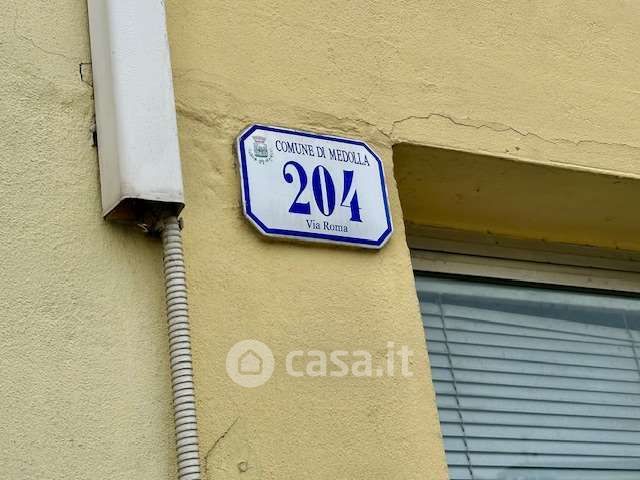 COMUNE DI MEDOLLA
204
Via Roma
casa.it